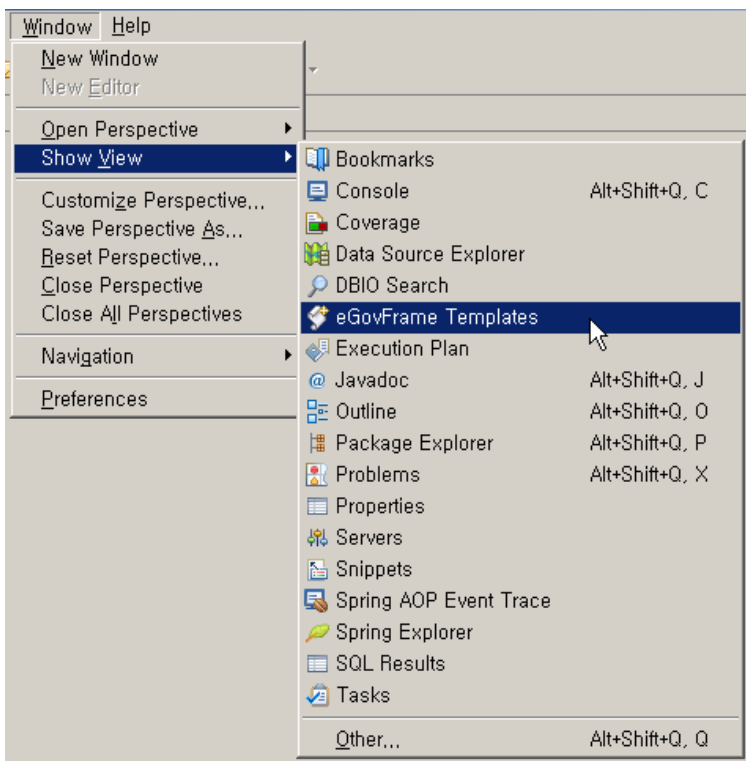 Window Help
New Window
New Editor
Open Perspective
Show View
Customize Perspective...
Save Perspective As...
Reset Perspective...
Close Perspective
Close All Perspectives
Navigation
Preferences
Bookmarks
Console Alt+Shift+Q, C
Coverage
Data Source Explorer
DBIO Search
eGovFrame Templates
Execution Plan
Javadoc Alt+Shift+Q, J
Outline Alt+Shift+Q, O
Package Explorer Alt+Shift+Q, P
Problems Alt+Shift+Q, X
Properties
Servers
Snippets
Spring AOP Event Trace
Spring Explorer
SQL Results
Tasks
Other... Alt+Shift+Q, Q